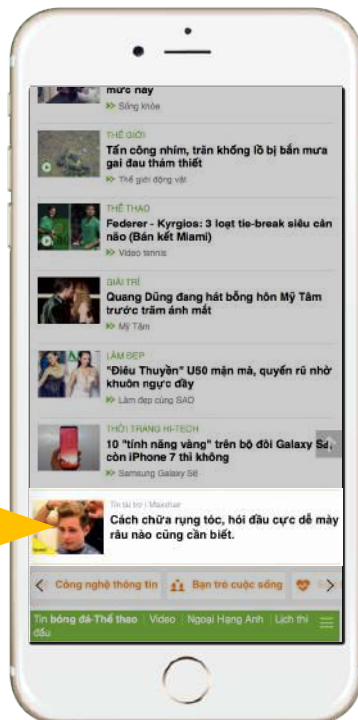 mức này
Sống khỏe
THẾ GIỚI
Tấn công nhím, trăn khổng lồ bị bắn mưa
gai đau thảm thiết
Thế giới động vật
THỂ THAO
Federer - Kyrgios: 3 loạt tie-break siêu cân
não (Bán kết Miami)
Video tennis
GIẢI TRÍ
Quang Dũng đang hát bỗng hôn Mỹ Tâm
trước trăm ánh mắt
Mỹ Tâm
LÀM ĐẸP
"Điêu Thuyền" U50 mặn mà, quyến rũ nhờ
khuôn ngực đầy
Làm đẹp cùng SAO
THỜI TRANG HI-TECH
10 "tính năng vàng" trên bộ đôi Galaxy S8,
còn iPhone 7 thì không
Samsung Galaxy S8
Tin tài trợ | Maxxhair
Cách chữa rụng tóc, hói đầu cực dễ mày
râu nào cũng cần biết.
Công nghệ thông tin Bạn trẻ cuộc sống
Tin bóng đá-Thể thao Video Ngoại Hạng Anh Lịch thi
đấu